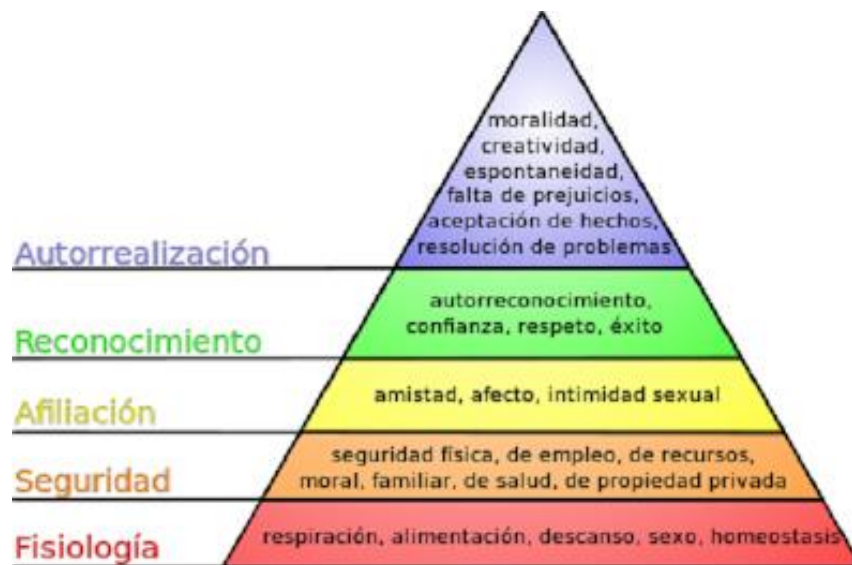 moralidad,
creatividad,
espontaneidad,
falta de prejuicios,
aceptación de hechos,
resolución de problemas
Autorrealización
autorreconocimiento,
confianza, respeto, éxito
Reconocimiento
amistad, afecto, intimidad sexual
Afiliación
seguridad física, de empleo, de recursos,
moral, familiar, de salud, de propiedad privada
Seguridad
respiración, alimentación, descanso, sexo, homeostasis
Fisiología